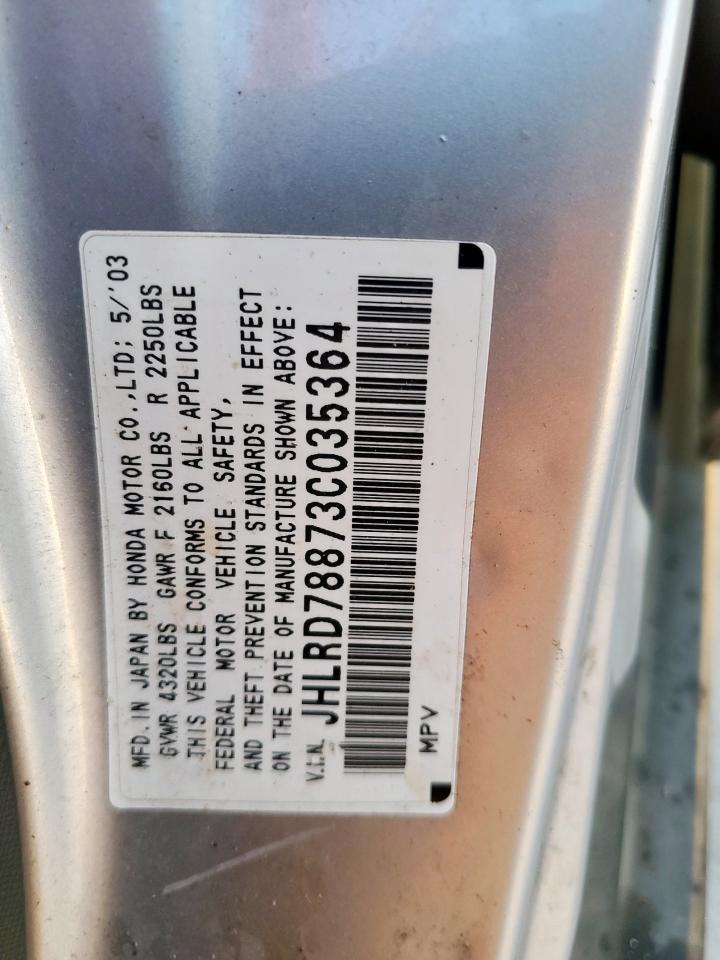 MFD. IN JAPAN BY HONDA MOTOR CO.,LTD; 5/'03
GVWR 4320LBS GAWR F 2160LBS R 2250LBS
THIS VEHICLE CONFORMS TO ALL APPLICABLE
FEDERAL MOTOR VEHICLE SAFETY,
AND THEFT PREVENTION STANDARDS IN EFFECT
ON THE DATE OF MANUFACTURE SHOWN ABOVE:
V.I.N. JHLRD78873C035364
MPV